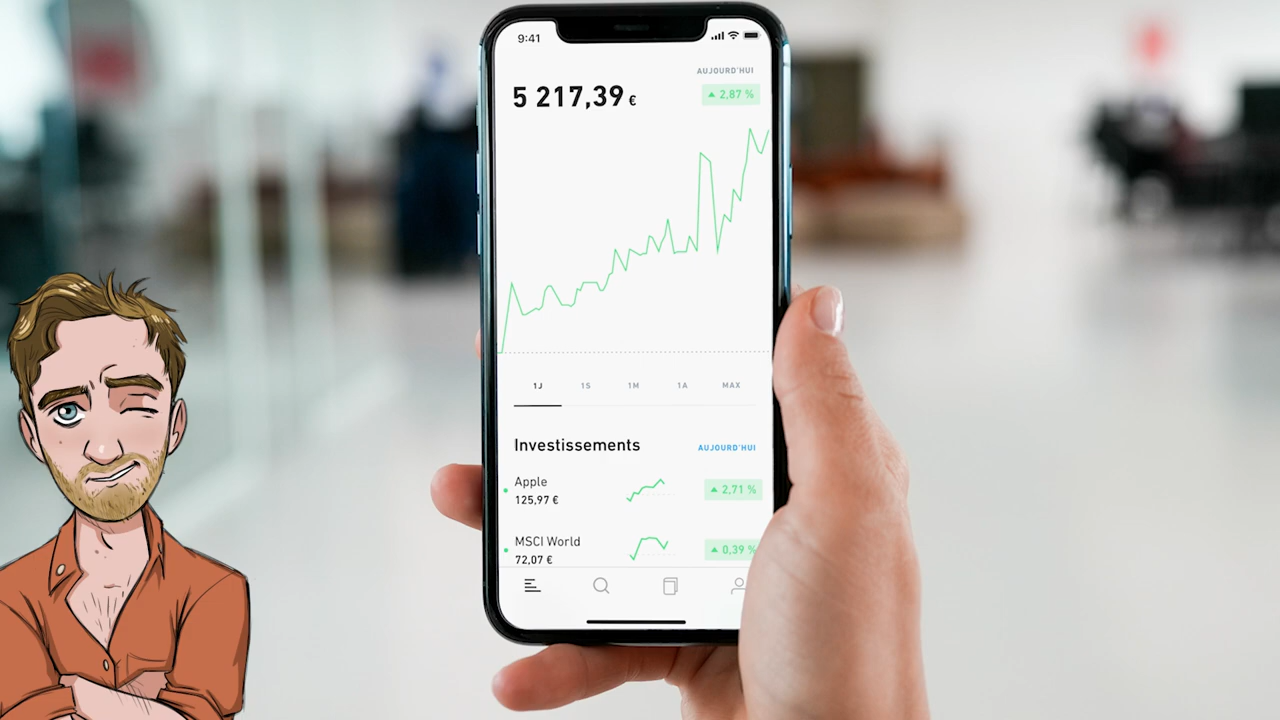 9:41
AUJOURD'HUI
5 217,39 €
▲ 2,87 %
1J 1S 1M 1A MAX
Investissements
AUJOURD'HUI
Apple
125,97 €
▲ 2,71 %
MSCI World
72,07 €
▲ 0,39 %